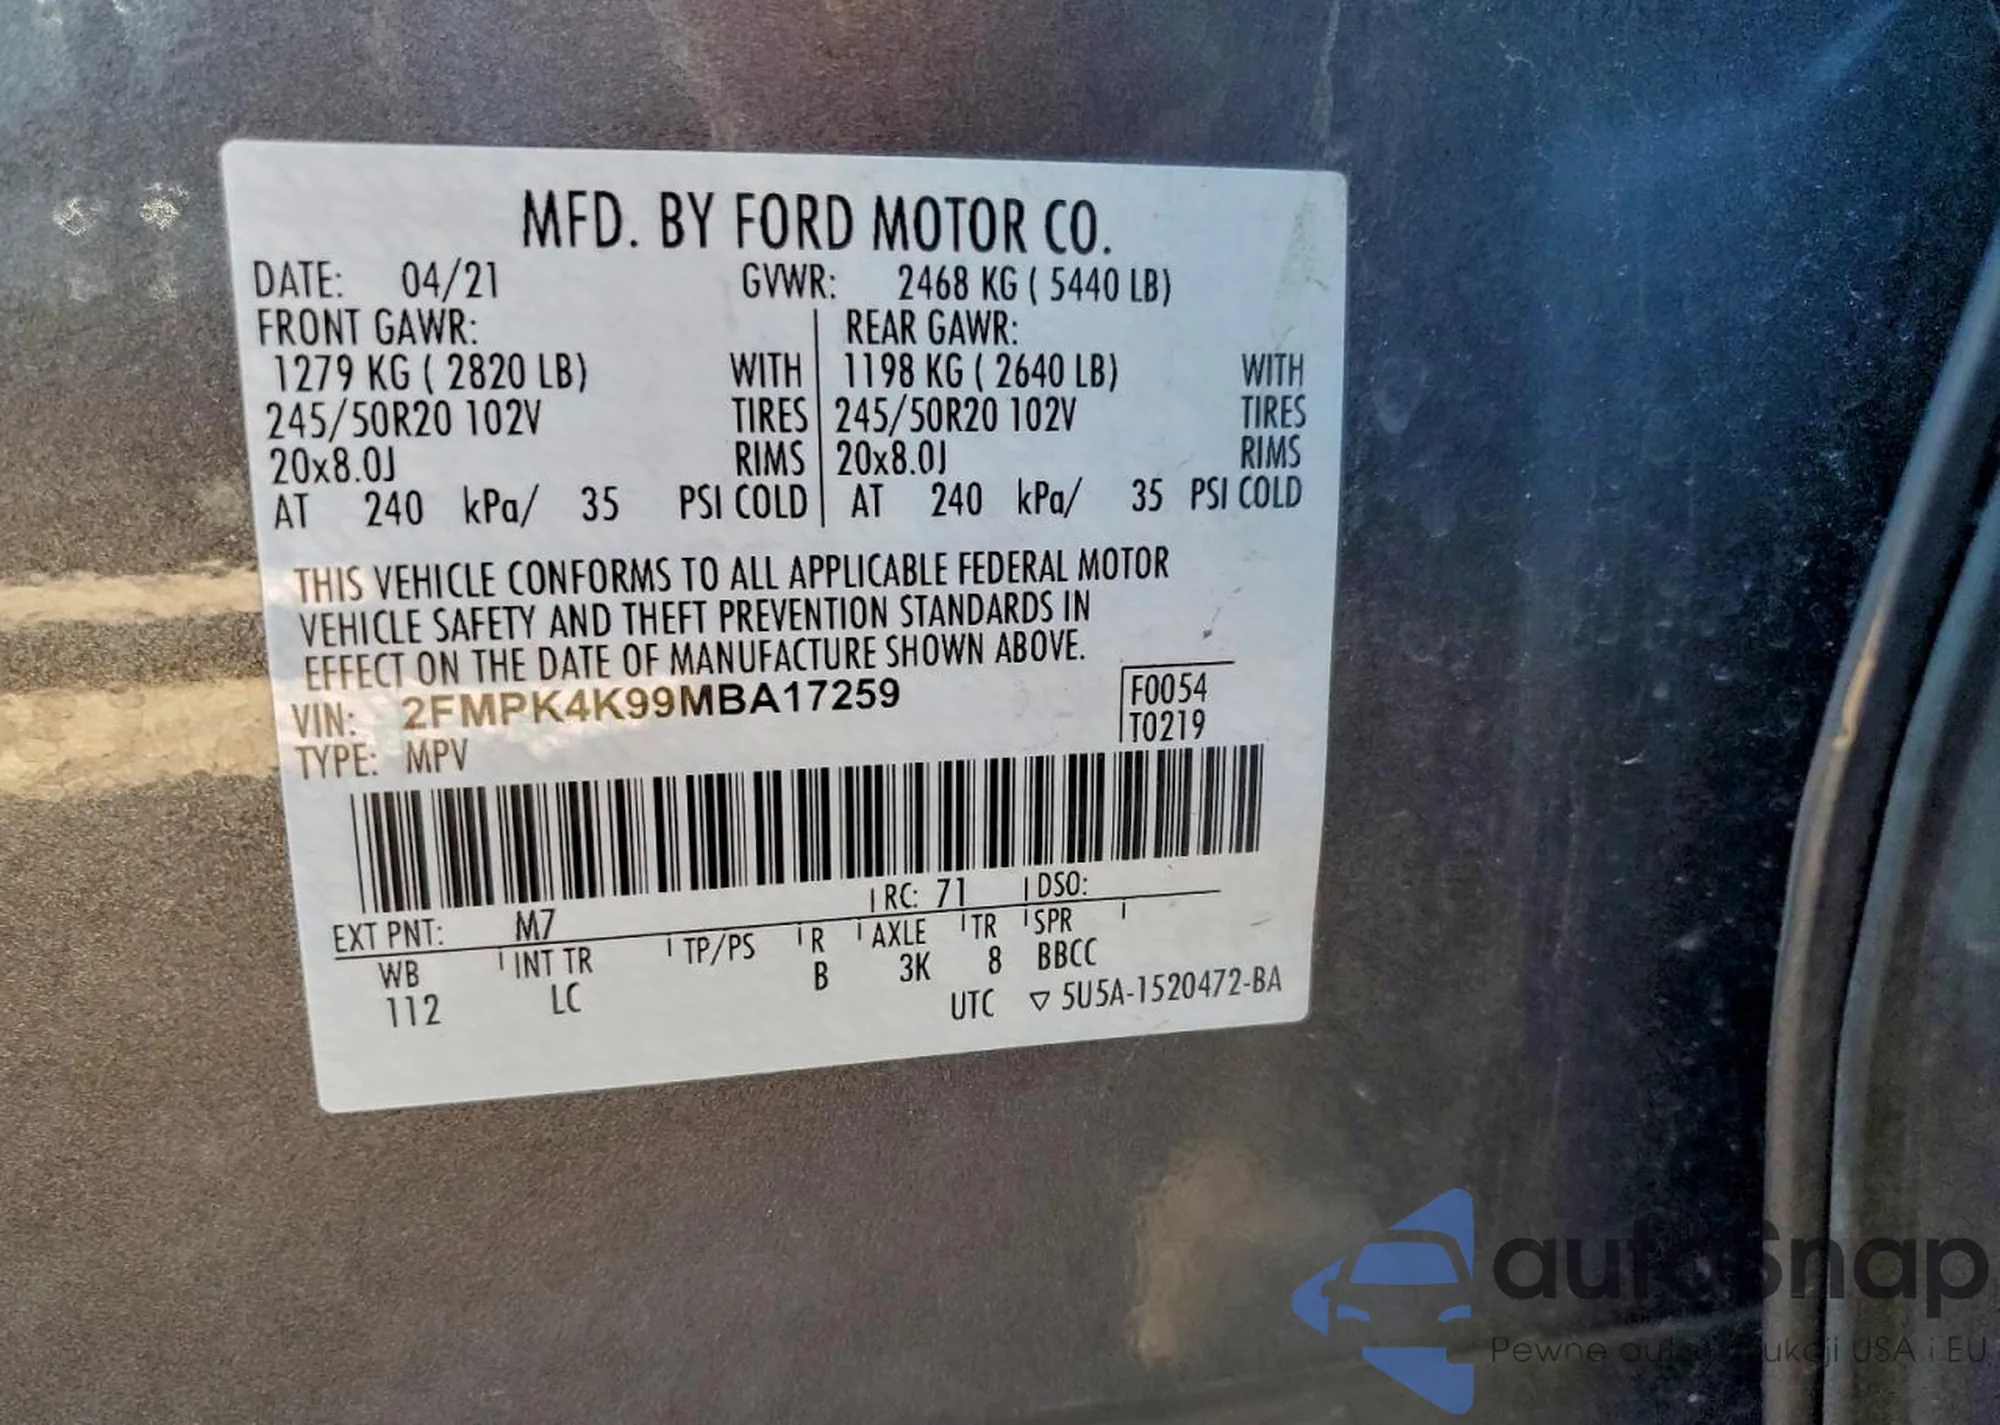 MFD. BY FORD MOTOR CO.
DATE: 04/21 GVWR: 2468 KG ( 5440 LB)
FRONT GAWR: REAR GAWR:
1279 KG ( 2820 LB) WITH 1198 KG ( 2640 LB) WITH
245/50R20 102V TIRES 245/50R20 102V TIRES
20x8.0J RIMS 20x8.0J RIMS
AT 240 kPa/ 35 PSI COLD AT 240 kPa/ 35 PSI COLD
THIS VEHICLE CONFORMS TO ALL APPLICABLE FEDERAL MOTOR
VEHICLE SAFETY AND THEFT PREVENTION STANDARDS IN
EFFECT ON THE DATE OF MANUFACTURE SHOWN ABOVE.
VIN: 2FMPK4K99MBA17259 F0054
TYPE: MPV T0219
EXT PNT: M7 RC: 71 DSO:
WB INT TR TP/PS R AXLE TR SPR
112 LC B 3K 8 BBCC
UTC ▽ 5U5A-1520472-BA
autoSnap
Pewne auta USA i EU